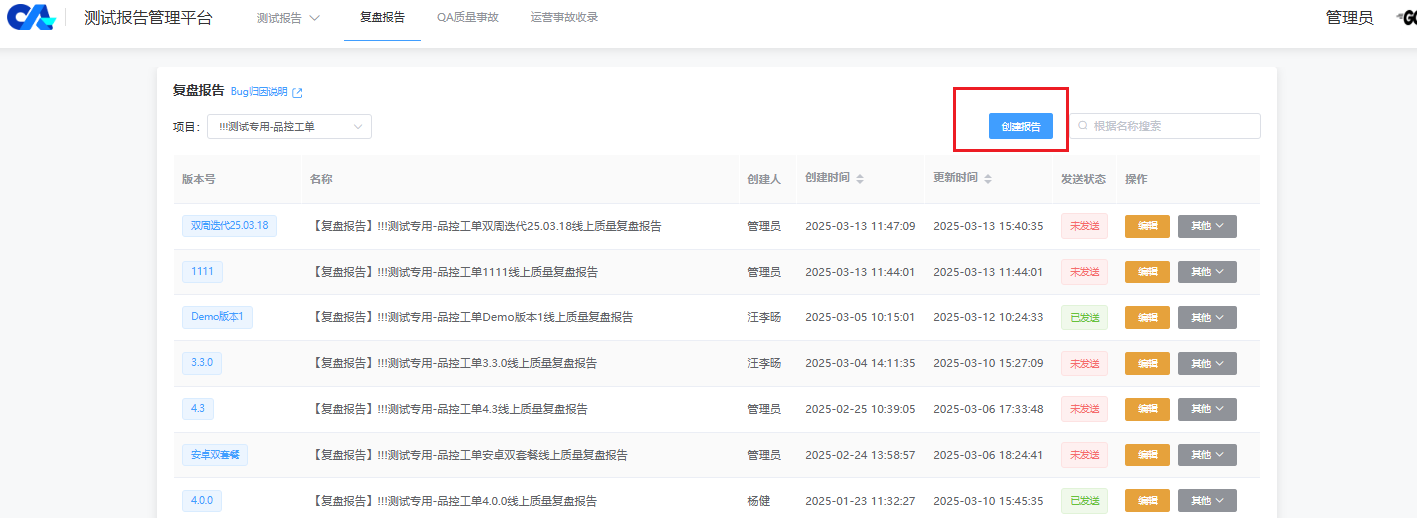 测试报告管理平台 测试报告 复盘报告 QA质量事故 运营事故收录 管理员
复盘报告 Bug归因说明
项目: !!!测试专用-品控工单 创建报告 根据名称搜索
版本号 名称 创建人 创建时间 更新时间 发送状态 操作
双周迭代25.03.18 【复盘报告】!!!测试专用-品控工单双周迭代25.03.18线上质量复盘报告 管理员 2025-03-13 11:47:09 2025-03-13 15:40:35 未发送 编辑 其他
1111 【复盘报告】!!!测试专用-品控工单1111线上质量复盘报告 管理员 2025-03-13 11:44:01 2025-03-13 11:44:01 未发送 编辑 其他
Demo版本1 【复盘报告】!!!测试专用-品控工单Demo版本1线上质量复盘报告 汪李旸 2025-03-05 10:15:01 2025-03-12 10:24:33 已发送 编辑 其他
3.3.0 【复盘报告】!!!测试专用-品控工单3.3.0线上质量复盘报告 汪李旸 2025-03-04 14:11:35 2025-03-10 15:27:09 未发送 编辑 其他
4.3 【复盘报告】!!!测试专用-品控工单4.3线上质量复盘报告 管理员 2025-02-25 10:39:05 2025-03-06 17:33:48 未发送 编辑 其他
安卓双套餐 【复盘报告】!!!测试专用-品控工单安卓双套餐线上质量复盘报告 管理员 2025-02-24 13:58:57 2025-03-06 18:24:41 未发送 编辑 其他
4.0.0 【复盘报告】!!!测试专用-品控工单4.0.0线上质量复盘报告 杨健 2025-01-23 11:32:27 2025-03-10 15:45:35 已发送 编辑 其他